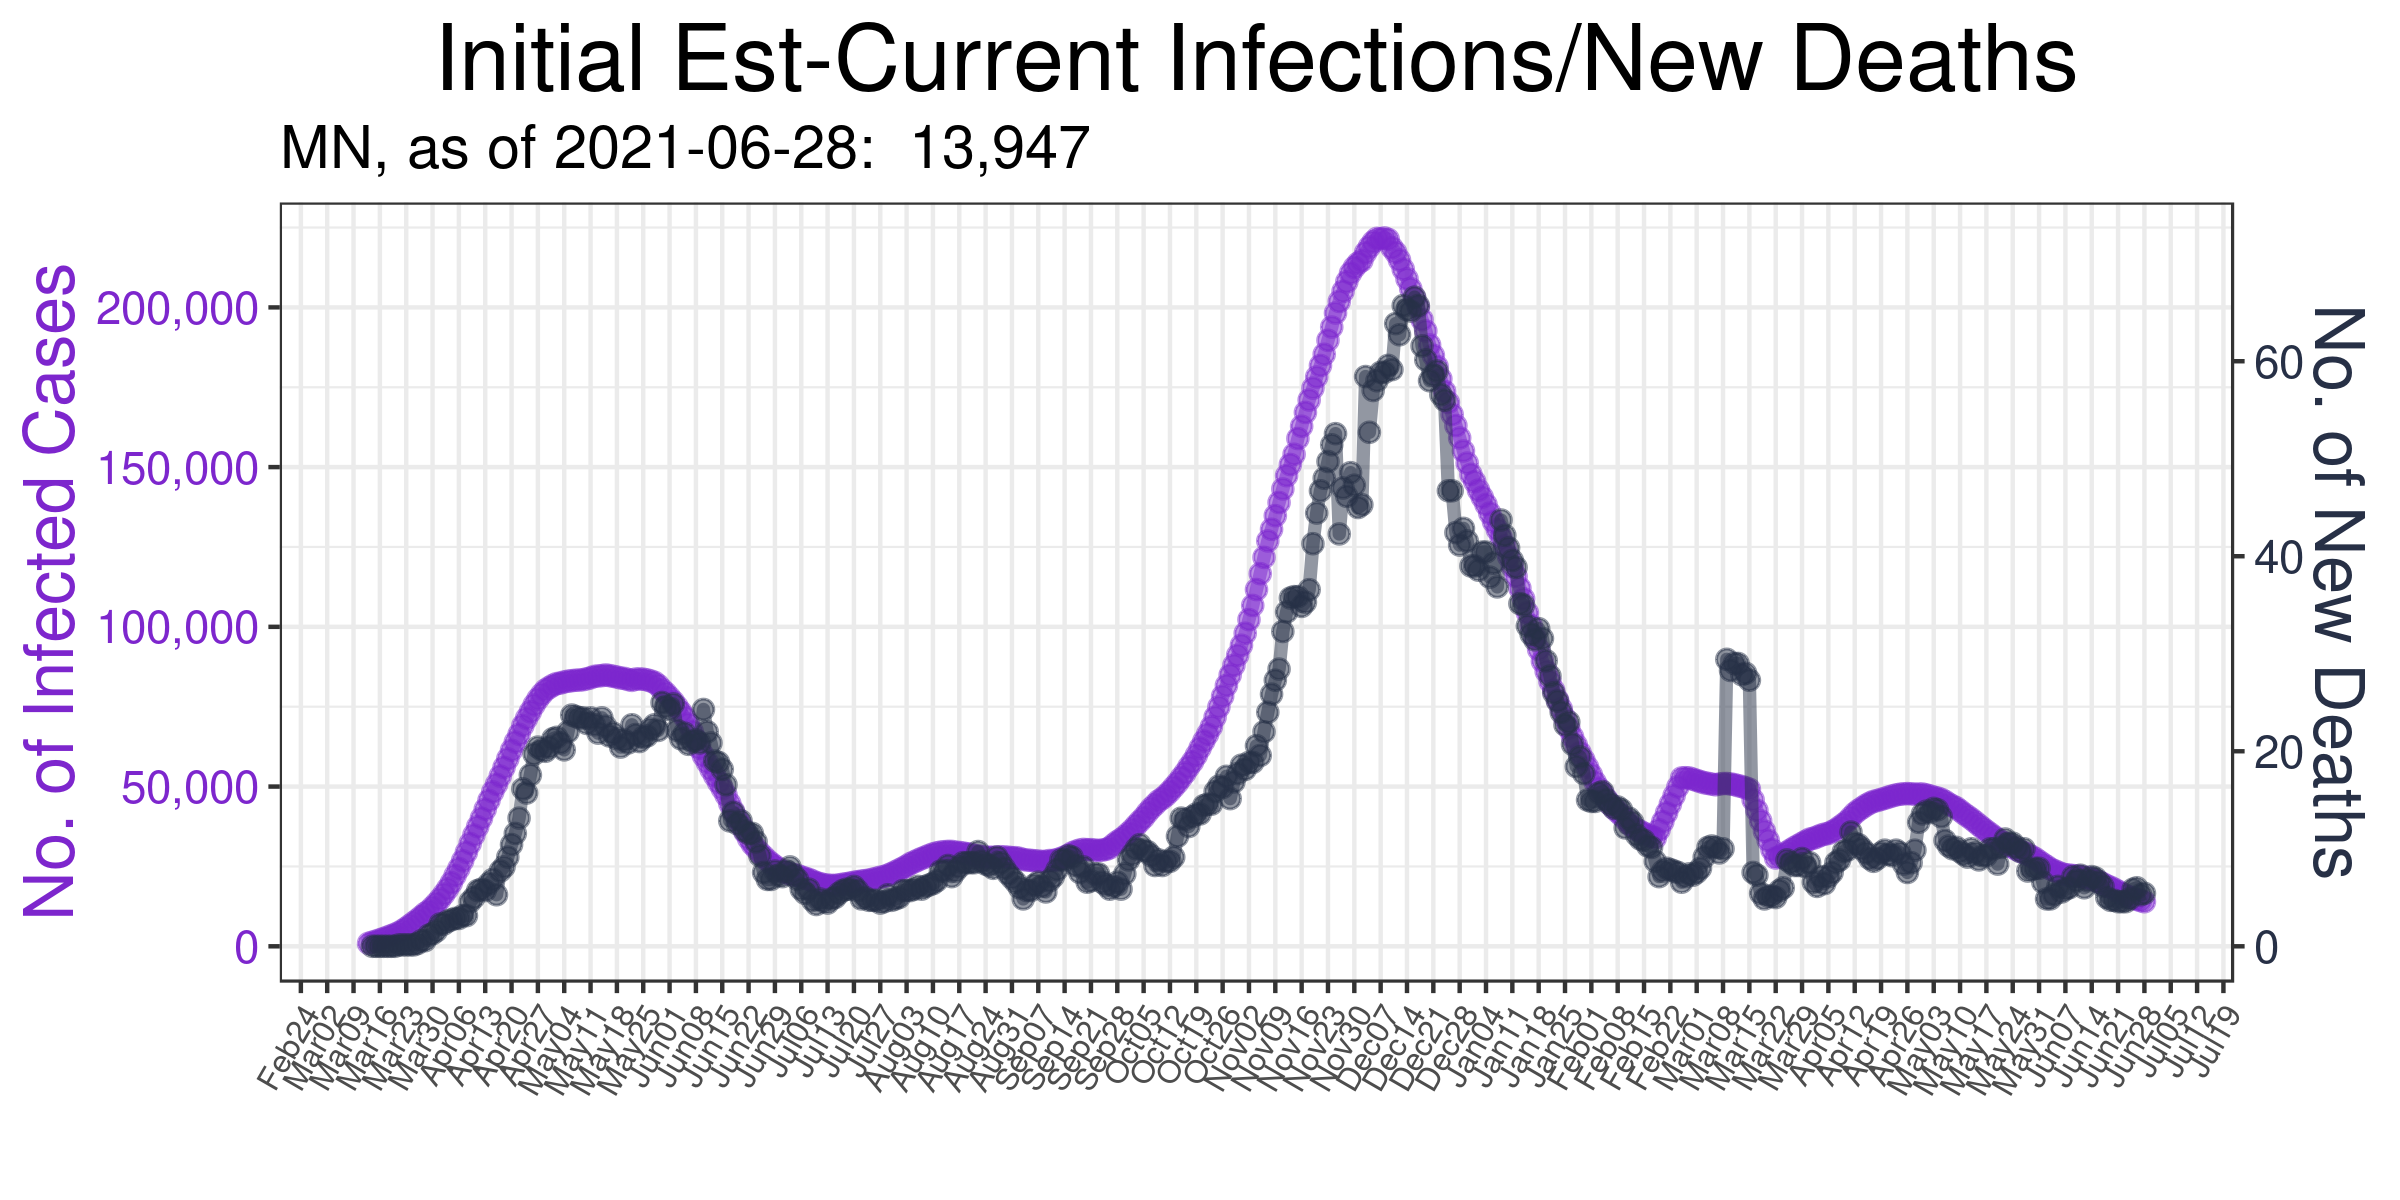 Initial Est-Current Infections/New Deaths
MN, as of 2021-06-28:  13,947
No. of Infected Cases
200,000
150,000
100,000
50,000
0
60
40
20
0
No. of New Deaths
Feb24
Mar02
Mar09
Mar16
Mar23
Mar30
Apr06
Apr13
Apr20
Apr27
May04
May11
May18
May25
Jun01
Jun08
Jun15
Jun22
Jun29
Jul06
Jul13
Jul20
Jul27
Aug03
Aug10
Aug17
Aug24
Aug31
Sep07
Sep14
Sep21
Sep28
Oct05
Oct12
Oct19
Oct26
Nov02
Nov09
Nov16
Nov23
Nov30
Dec07
Dec14
Dec21
Dec28
Jan04
Jan11
Jan18
Jan25
Feb01
Feb08
Feb15
Feb22
Mar01
Mar08
Mar15
Mar22
Mar29
Apr05
Apr12
Apr19
Apr26
May03
May10
May17
May24
May31
Jun07
Jun14
Jun21
Jun28
Jul05
Jul12
Jul19